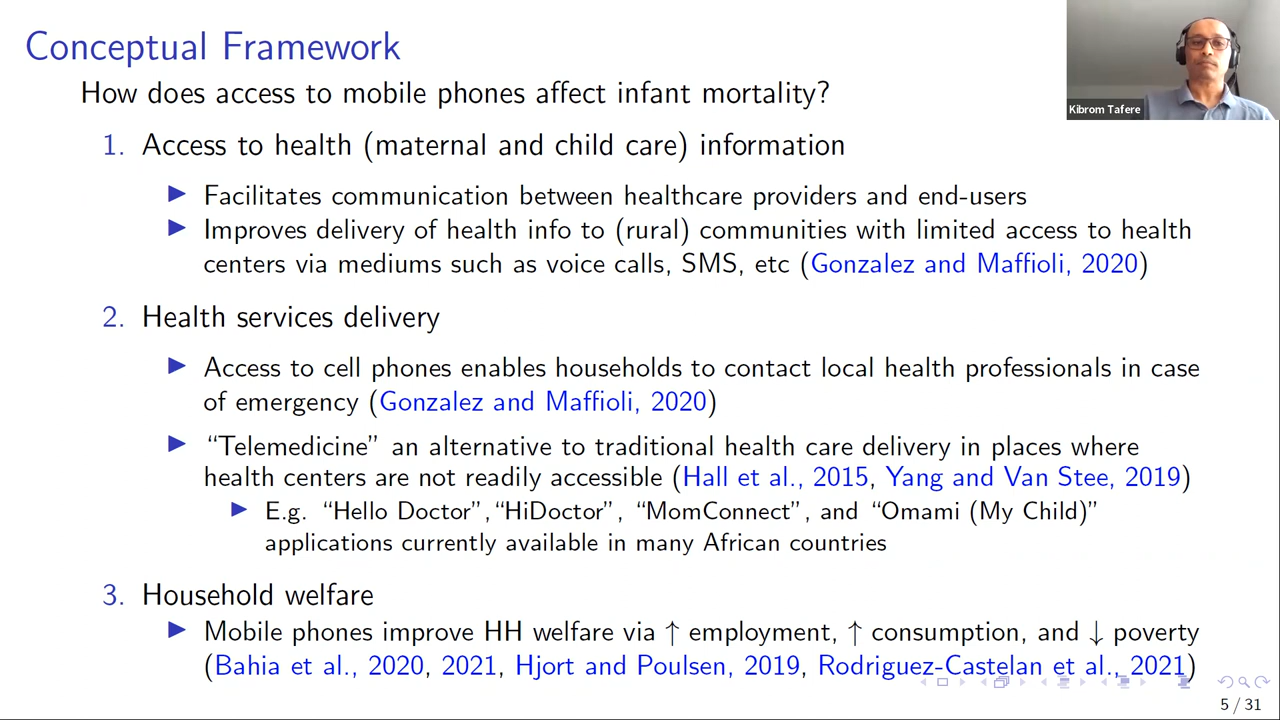 Conceptual Framework
Kibrom Tafere
How does access to mobile phones affect infant mortality?
1. Access to health (maternal and child care) information
▶ Facilitates communication between healthcare providers and end-users
▶ Improves delivery of health info to (rural) communities with limited access to health
centers via mediums such as voice calls, SMS, etc (Gonzalez and Maffioli, 2020)
2. Health services delivery
▶ Access to cell phones enables households to contact local health professionals in case
of emergency (Gonzalez and Maffioli, 2020)
▶ “Telemedicine” an alternative to traditional health care delivery in places where
health centers are not readily accessible (Hall et al., 2015, Yang and Van Stee, 2019)
▶ E.g. “Hello Doctor”,“HiDoctor”, “MomConnect”, and “Omami (My Child)”
applications currently available in many African countries
3. Household welfare
▶ Mobile phones improve HH welfare via ↑ employment, ↑ consumption, and ↓ poverty
(Bahia et al., 2020, 2021, Hjort and Poulsen, 2019, Rodriguez-Castelan et al., 2021)
5 / 31